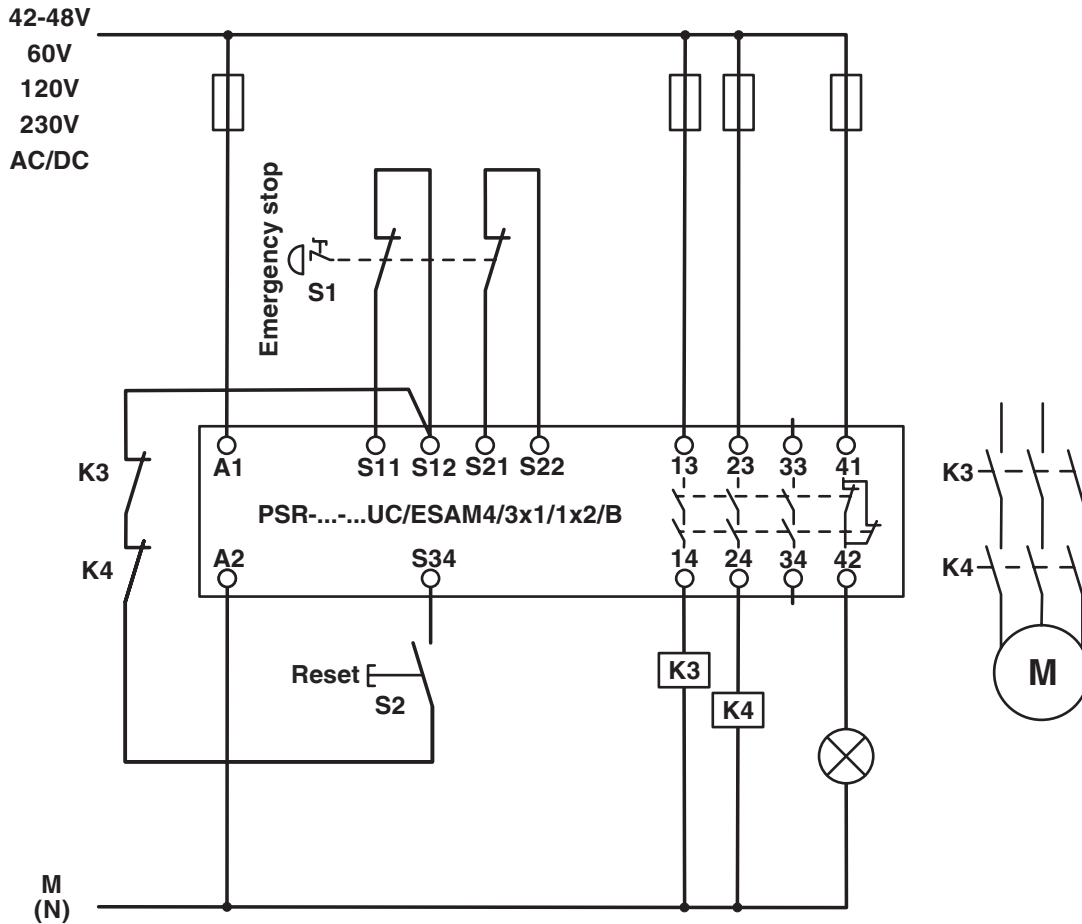 42-48V
60V
120V
230V
AC/DC
Emergency stop
S1
K3
K4
A1
S11
S12
S21
S22
13
23
33
41
PSR-...-...UC/ESAM4/3x1/1x2/B
A2
S34
14
24
34
42
K3
K4
M
Reset
S2
K3
K4
M
(N)